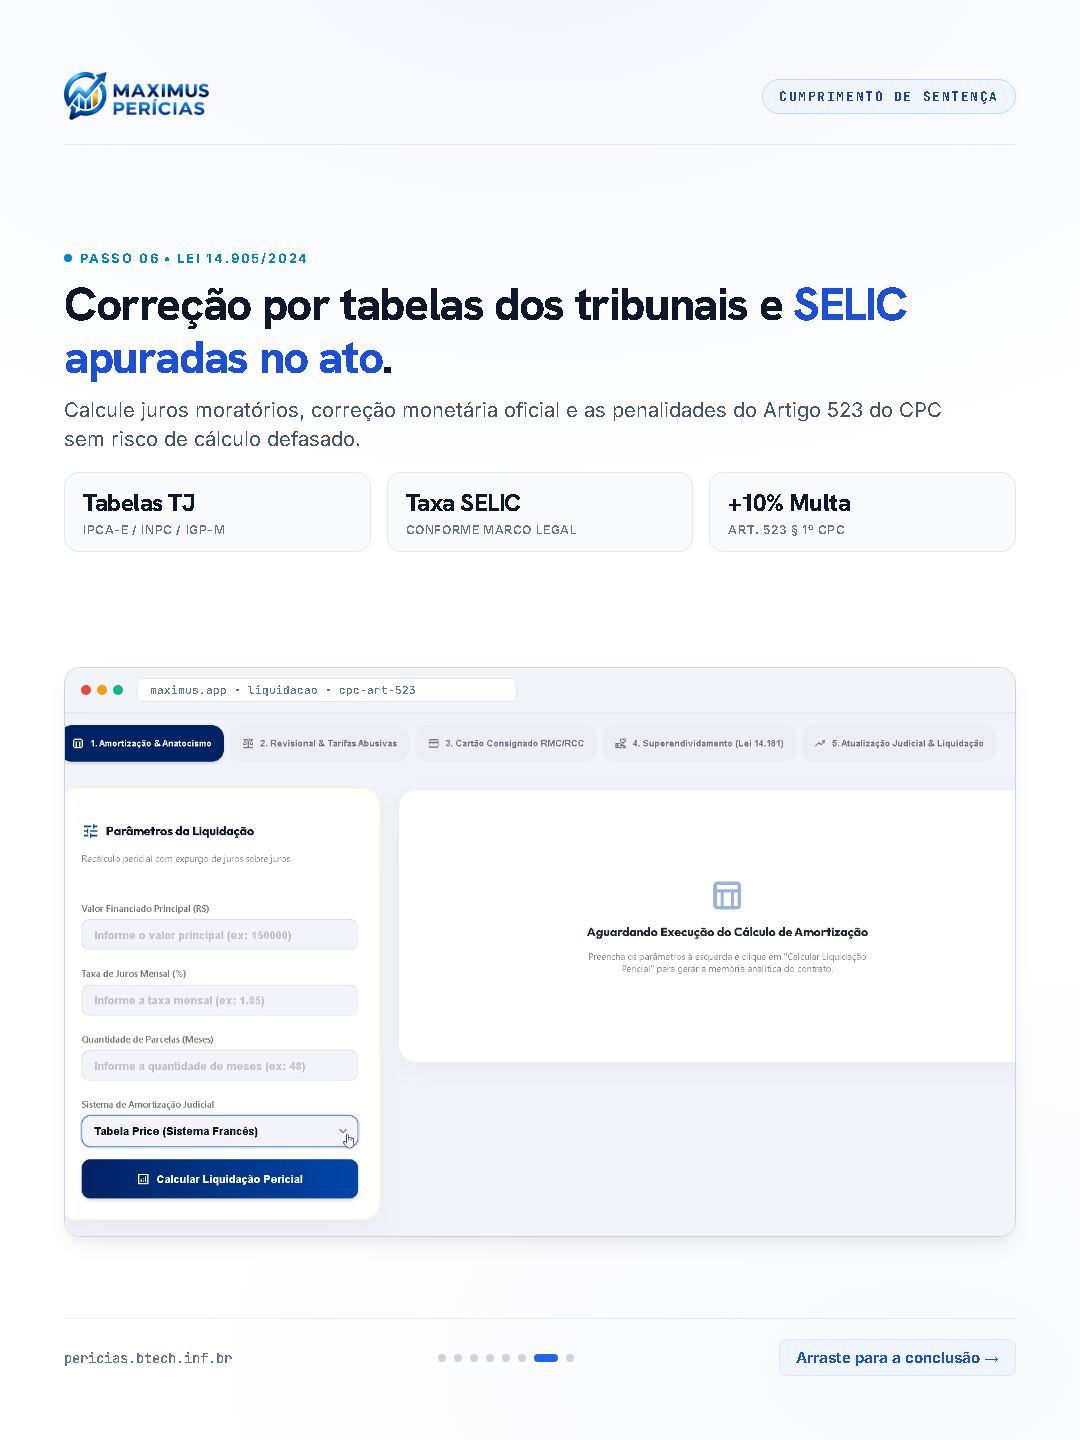 MAXIMUS
PERÍCIAS
CUMPRIMENTO DE SENTENÇA
PASSO 06 • LEI 14.905/2024
Correção por tabelas dos tribunais e SELIC
apuradas no ato.
Calcule juros moratórios, correção monetária oficial e as penalidades do Artigo 523 do CPC
sem risco de cálculo defasado.
Tabelas TJ
IPCA-E / INPC / IGP-M
Taxa SELIC
CONFORME MARCO LEGAL
+10% Multa
ART. 523 § 1º CPC
maximus.app • liquidacao • cpc-art-523
1. Amortização & Anatocismo
2. Revisional & Tarifas Abusivas
3. Cartão Consignado RMC/RCC
4. Superendividamento (Lei 14.181)
5. Atualização Judicial & Liquidação
Parâmetros da Liquidação
Recálculo pericial com expurgo de juros sobre juros
Valor Financiado Principal (R$)
Informe o valor principal (ex: 150000)
Taxa de Juros Mensal (%)
Informe a taxa mensal (ex: 1.85)
Quantidade de Parcelas (Meses)
Informe a quantidade de meses (ex: 48)
Sistema de Amortização Judicial
Tabela Price (Sistema Francês)
Calcular Liquidação Pericial
Aguardando Execução do Cálculo de Amortização
Preencha os parâmetros à esquerda e clique em "Calcular Liquidação
Pericial" para gerar a memória analítica do contrato.
pericias.btech.inf.br
Arraste para a conclusão →